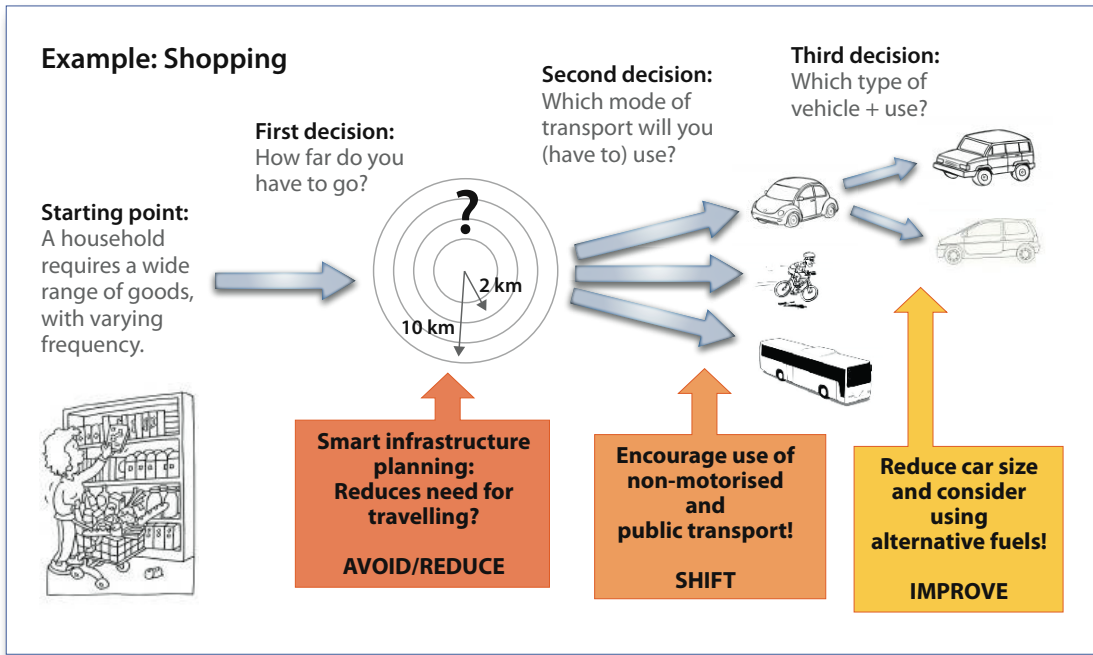 Example: Shopping
Starting point:
A household
requires a wide
range of goods,
with varying
frequency.
First decision:
How far do you
have to go?
?
2 km
10 km
Second decision:
Which mode of
transport will you
(have to) use?
Third decision:
Which type of
vehicle + use?
Smart infrastructure
planning:
Reduces need for
travelling?
AVOID/REDUCE
Encourage use of
non-motorised
and
public transport!
SHIFT
Reduce car size
and consider
using
alternative fuels!
IMPROVE